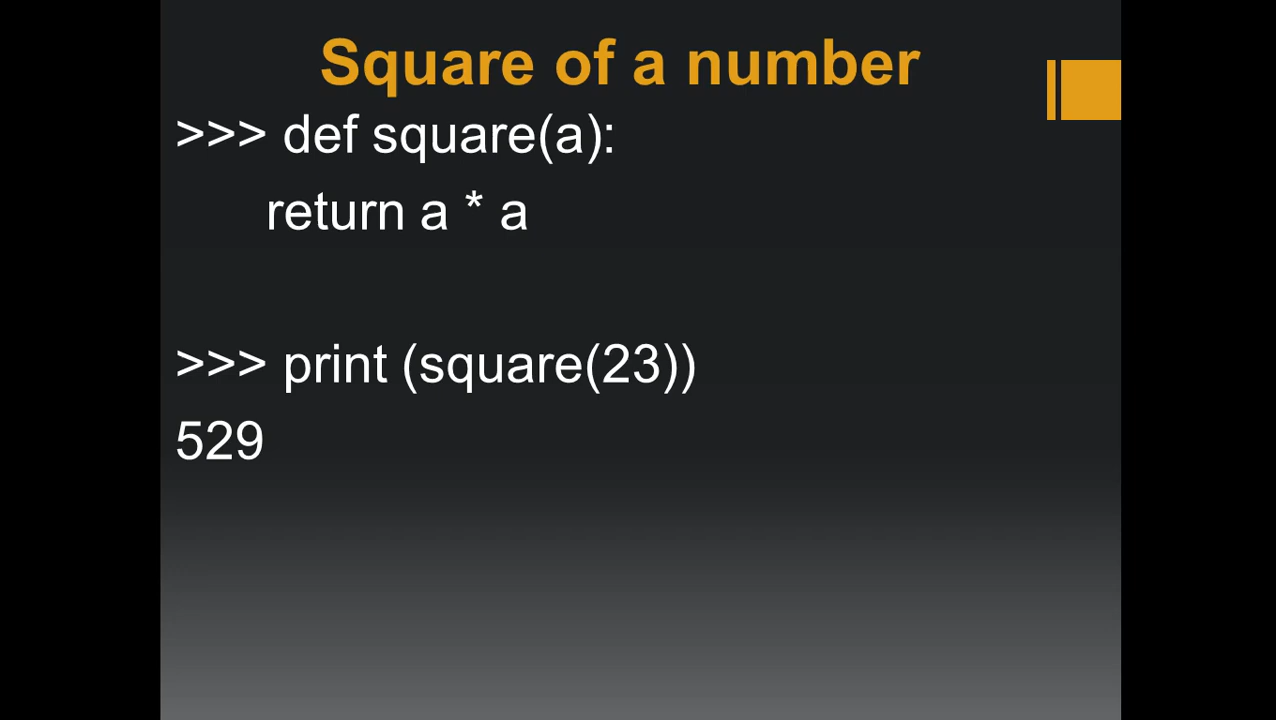 Square of a number
>>> def square(a):
return a * a
>>> print (square(23))
529